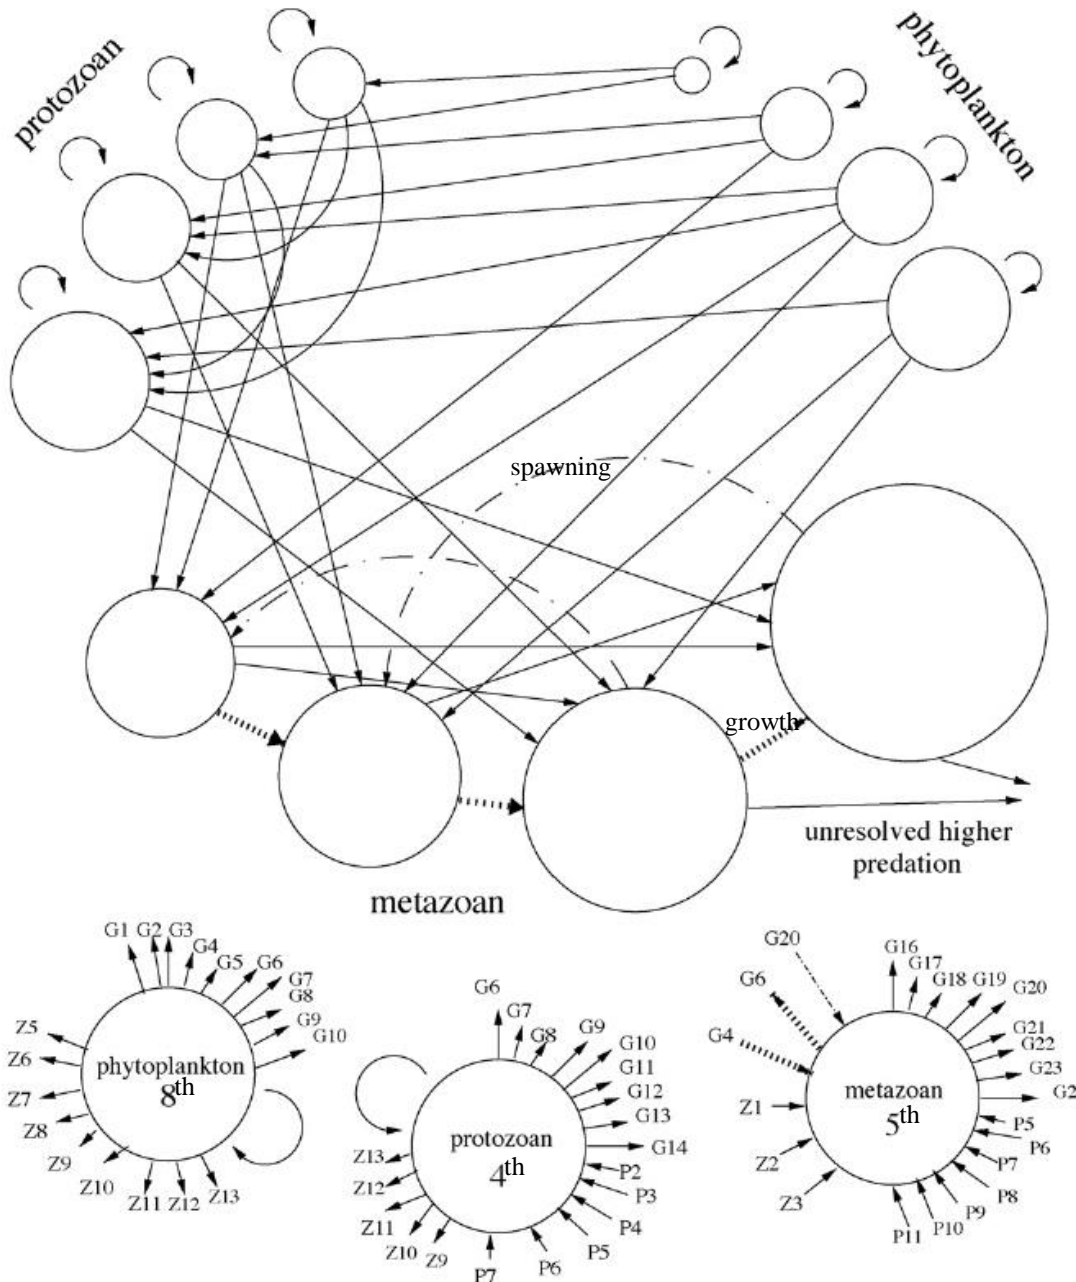 protozoan
phytoplankton
spawning
growth
unresolved higher
predation
metazoan
G1
G2
G3
G4
G5
G6
G7
G8
G9
G10
Z5
Z6
Z7
Z8
Z9
Z10
Z11
Z12
Z13
phytoplankton
8th
G6
G7
G8
G9
G10
G11
G12
G13
G14
P2
P3
P4
P5
P6
P7
Z9
Z10
Z11
Z12
Z13
protozoan
4th
G20
G6
G4
Z1
Z2
Z3
G16
G17
G18
G19
G20
G21
G22
G23
G2
P5
P6
P7
P8
P9
P10
P11
metazoan
5th